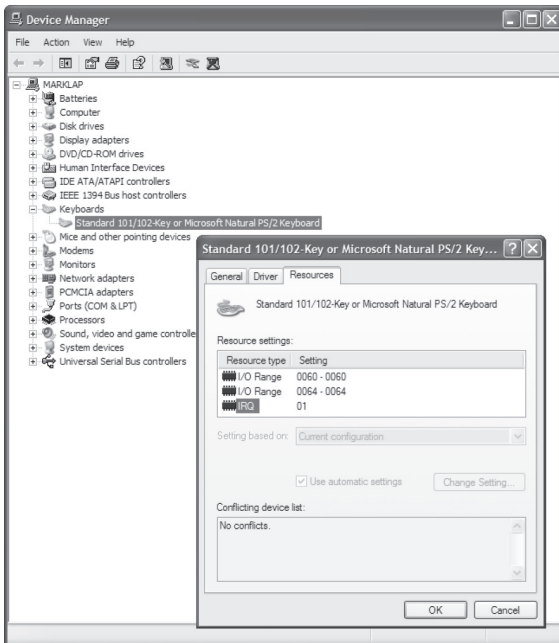 Device Manager
File Action View Help
MARKLAP
Batteries
Computer
Disk drives
Display adapters
DVD/CD-ROM drives
Human Interface Devices
IDE ATA/ATAPI controllers
IEEE 1394 Bus host controllers
Keyboards
Standard 101/102-Key or Microsoft Natural PS/2 Keyboard
Mice and other pointing devices
Modems
Monitors
Network adapters
PCMCIA adapters
Ports (COM & LPT)
Processors
Sound, video and game controlle
System devices
Universal Serial Bus controllers
Standard 101/102-Key or Microsoft Natural PS/2 Key...
General Driver Resources
Standard 101/102-Key or Microsoft Natural PS/2 Keyboard
Resource settings:
Resource type Setting
I/O Range 0060 - 0060
I/O Range 0064 - 0064
IRQ 01
Setting based on: Current configuration
Use automatic settings Change Setting...
Conflicting device list:
No conflicts.
OK Cancel